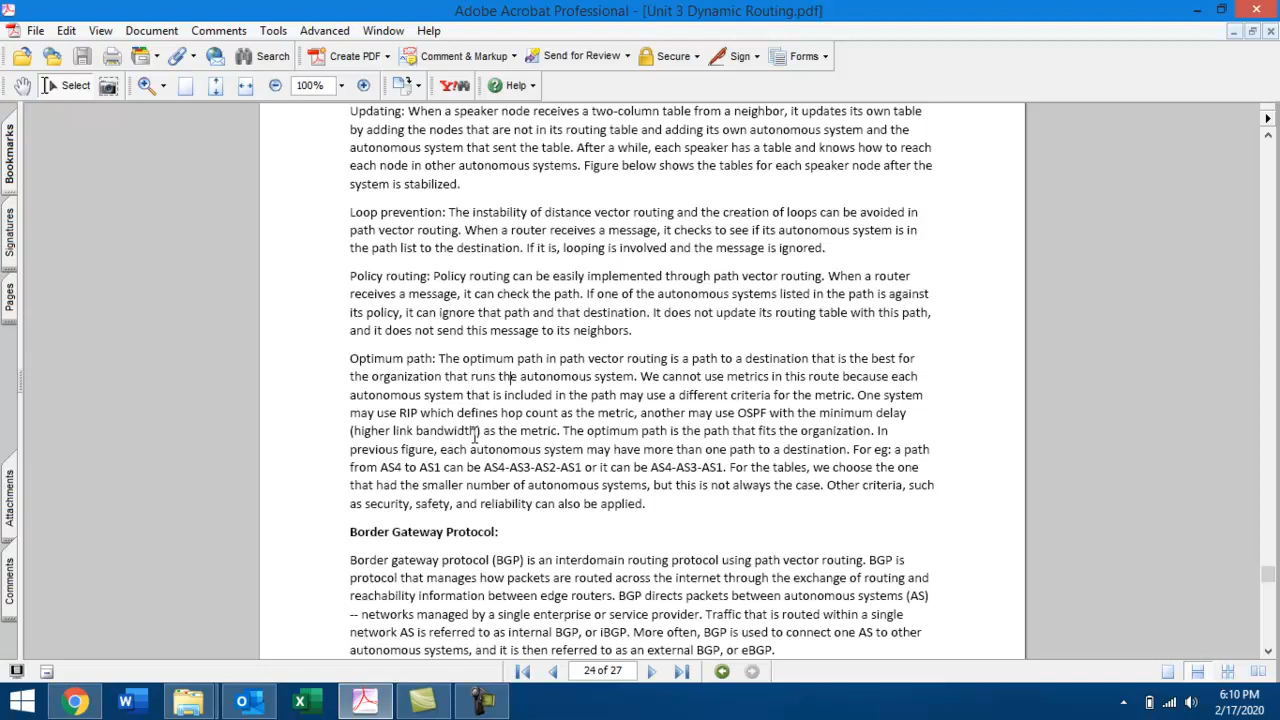 Adobe Acrobat Professional - [Unit 3 Dynamic Routing.pdf]
File Edit View Document Comments Tools Advanced Window Help
Search Create PDF Comment & Markup Send for Review Secure Sign Forms
Select 100% Y! Help
Bookmarks
Signatures
Pages
Attachments
Comments
Updating: When a speaker node receives a two-column table from a neighbor, it updates its own table
by adding the nodes that are not in its routing table and adding its own autonomous system and the
autonomous system that sent the table. After a while, each speaker has a table and knows how to reach
each node in other autonomous systems. Figure below shows the tables for each speaker node after the
system is stabilized.
Loop prevention: The instability of distance vector routing and the creation of loops can be avoided in
path vector routing. When a router receives a message, it checks to see if its autonomous system is in
the path list to the destination. If it is, looping is involved and the message is ignored.
Policy routing: Policy routing can be easily implemented through path vector routing. When a router
receives a message, it can check the path. If one of the autonomous systems listed in the path is against
its policy, it can ignore that path and that destination. It does not update its routing table with this path,
and it does not send this message to its neighbors.
Optimum path: The optimum path in path vector routing is a path to a destination that is the best for
the organization that runs the autonomous system. We cannot use metrics in this route because each
autonomous system that is included in the path may use a different criteria for the metric. One system
may use RIP which defines hop count as the metric, another may use OSPF with the minimum delay
(higher link bandwidth) as the metric. The optimum path is the path that fits the organization. In
previous figure, each autonomous system may have more than one path to a destination. For eg: a path
from AS4 to AS1 can be AS4-AS3-AS2-AS1 or it can be AS4-AS3-AS1. For the tables, we choose the one
that had the smaller number of autonomous systems, but this is not always the case. Other criteria, such
as security, safety, and reliability can also be applied.
Border Gateway Protocol:
Border gateway protocol (BGP) is an interdomain routing protocol using path vector routing. BGP is
protocol that manages how packets are routed across the internet through the exchange of routing and
reachability information between edge routers. BGP directs packets between autonomous systems (AS)
-- networks managed by a single enterprise or service provider. Traffic that is routed within a single
network AS is referred to as internal BGP, or iBGP. More often, BGP is used to connect one AS to other
autonomous systems, and it is then referred to as an external BGP, or eBGP.
24 of 27
6:10 PM
2/17/2020